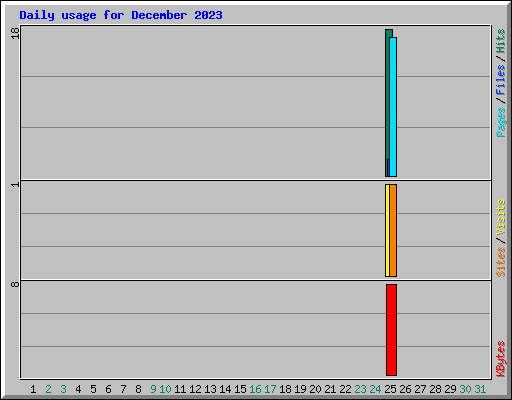 Daily usage for December 2023
18
1
8
Pages/Files/Hits
Sites/Visits
KBytes
1 2 3 4 5 6 7 8 9 10 11 12 13 14 15 16 17 18 19 20 21 22 23 24 25 26 27 28 29 30 31